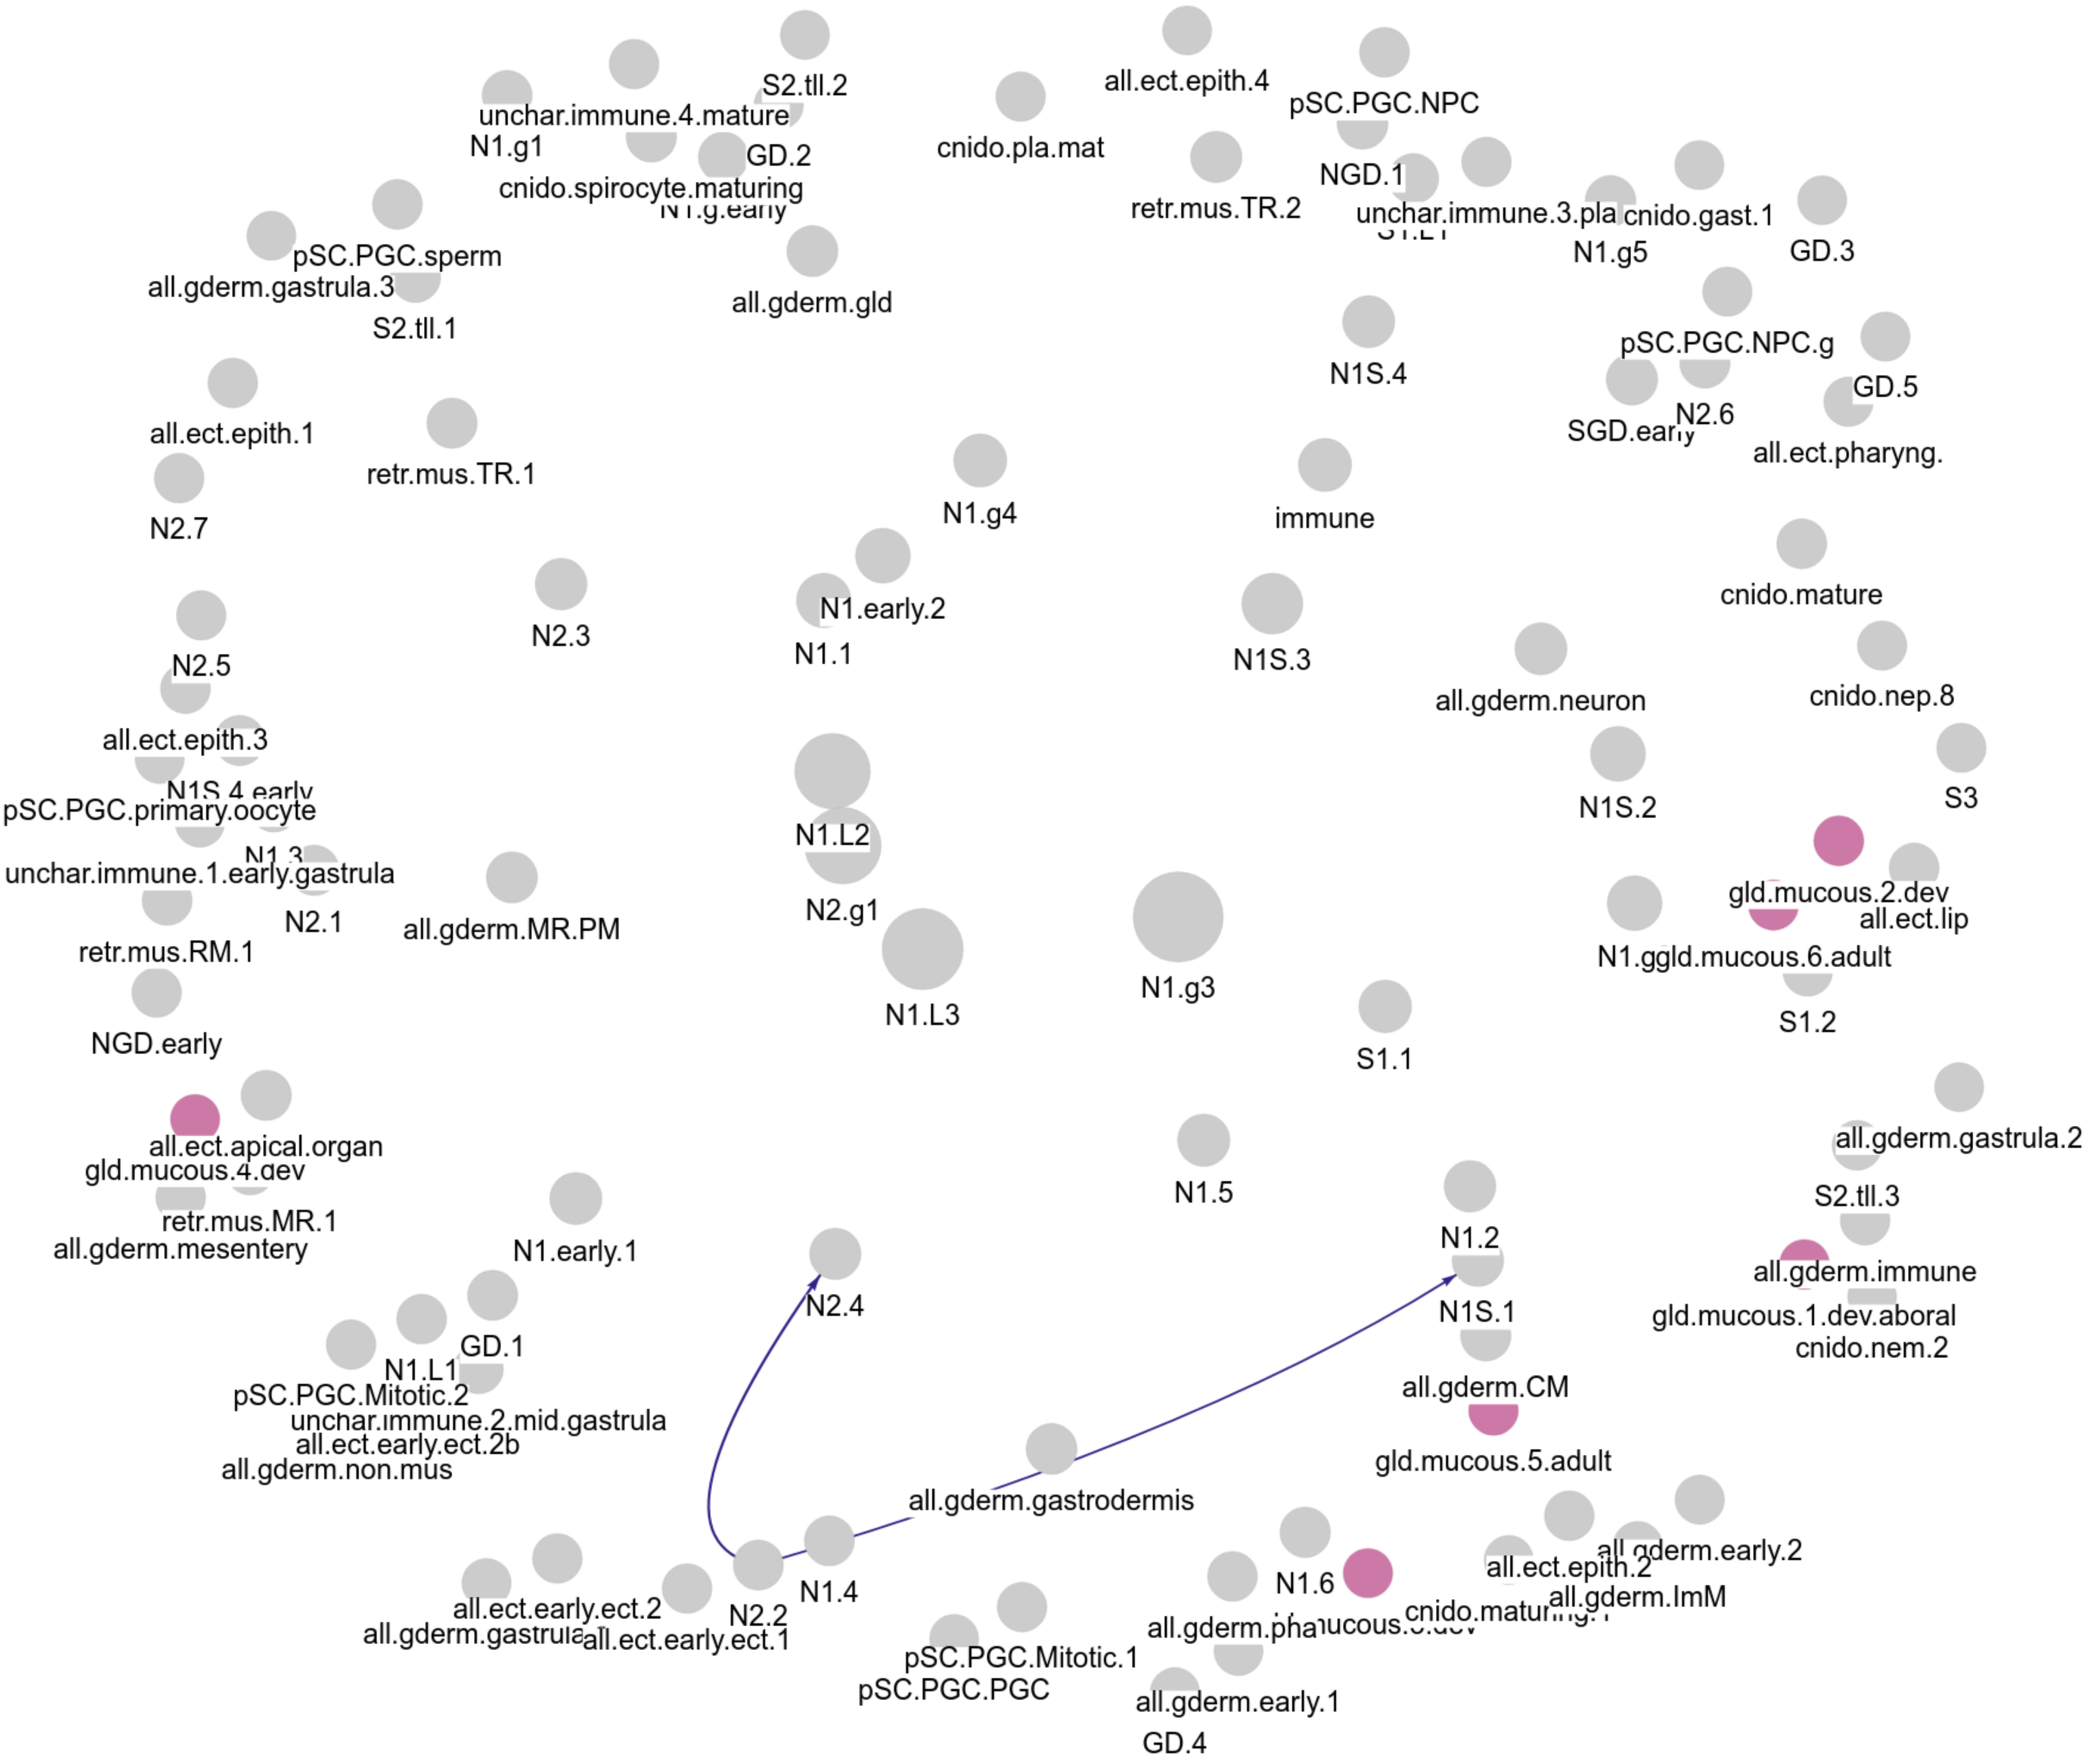 S2.tll.2
all.ect.epith.4
pSC.PGC.NPC
unchar.immune.4.mature
N1.g1
GD.2
cnido.pla.mat
NGD.1
cnido.spirocyte.maturing
N1.g.early
retr.mus.TR.2
unchar.immune.3.pla
cnido.gast.1
N1.g5
GD.3
pSC.PGC.sperm
all.gderm.gastrula.3
S2.tll.1
all.gderm.gld
pSC.PGC.NPC.g
N1S.4
GD.5
N2.6
SGD.early
all.ect.pharyng.
all.ect.epith.1
retr.mus.TR.1
N2.7
N1.g4
immune
cnido.mature
N1.early.2
N2.3
N1.1
N1S.3
N2.5
all.gderm.neuron
cnido.nep.8
all.ect.epith.3
N1S.4.early
pSC.PGC.primary.oocyte
S3
N1S.2
N1.L2
N1.3
unchar.immune.1.early.gastrula
gld.mucous.2.dev
all.ect.lip
N2.g1
N2.1
all.gderm.MR.PM
retr.mus.RM.1
N1.g
gld.mucous.6.adult
N1.g3
N1.L3
S1.2
NGD.early
S1.1
all.ect.apical.organ
all.gderm.gastrula.2
gld.mucous.4.dev
N1.5
S2.tll.3
retr.mus.MR.1
all.gderm.mesentery
N1.early.1
N1.2
all.gderm.immune
N2.4
N1S.1
gld.mucous.1.dev.aboral
GD.1
cnido.nem.2
N1.L1
pSC.PGC.Mitotic.2
all.gderm.CM
unchar.immune.2.mid.gastrula
all.ect.early.ect.2b
all.gderm.non.mus
gld.mucous.5.adult
all.gderm.gastrodermis
all.gderm.early.2
all.ect.epith.2
N1.6
N1.4
all.gderm.ImM
all.ect.early.ect.2
N2.2
cnido.maturing.
all.gderm.pha
all.gderm.gastrula
all.ect.early.ect.1
pSC.PGC.Mitotic.1
pSC.PGC.PGC
all.gderm.early.1
GD.4